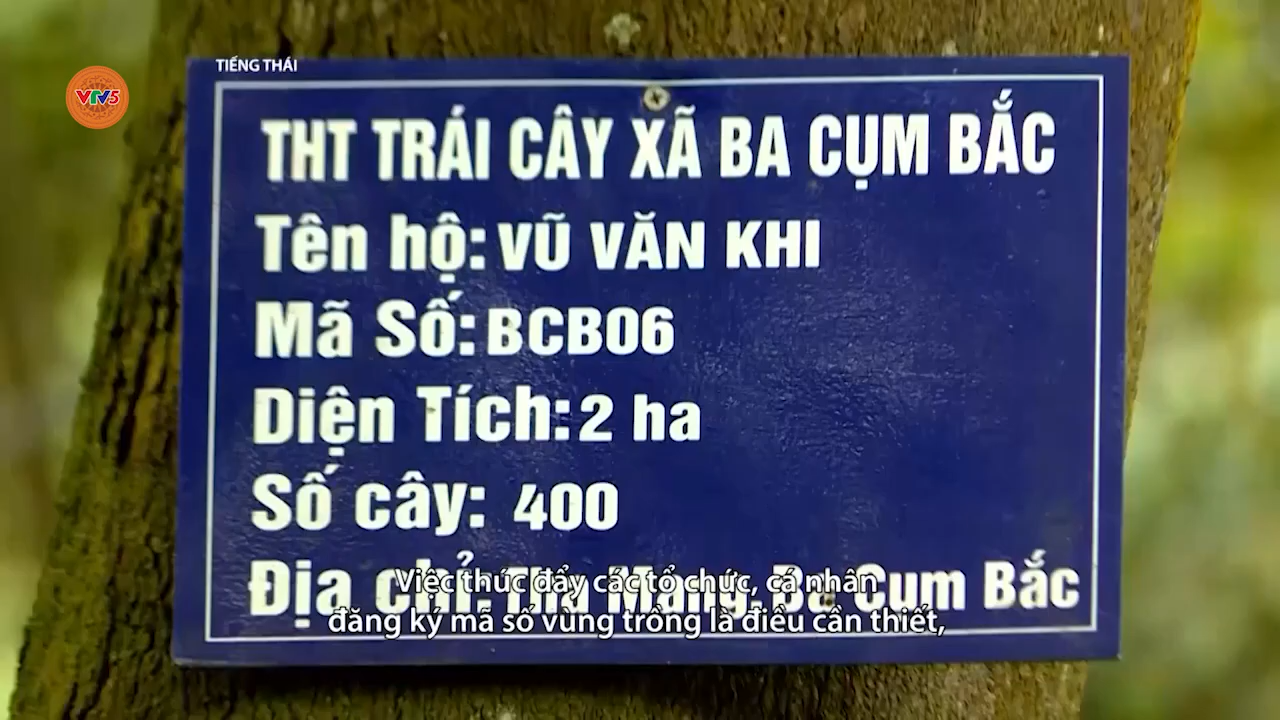 TIẾNG THÁI
VTV5
THT TRÁI CÂY XÃ BA CỤM BẮC
Tên hộ: VŨ VĂN KHI
Mã Số: BCB06
Diện Tích: 2 ha
Số cây: 400
Địa chỉ: Mang, Ba Cụm Bắc
Việc thúc đẩy các tổ chức, cá nhân
đăng ký mã số vùng trồng là điều cần thiết,